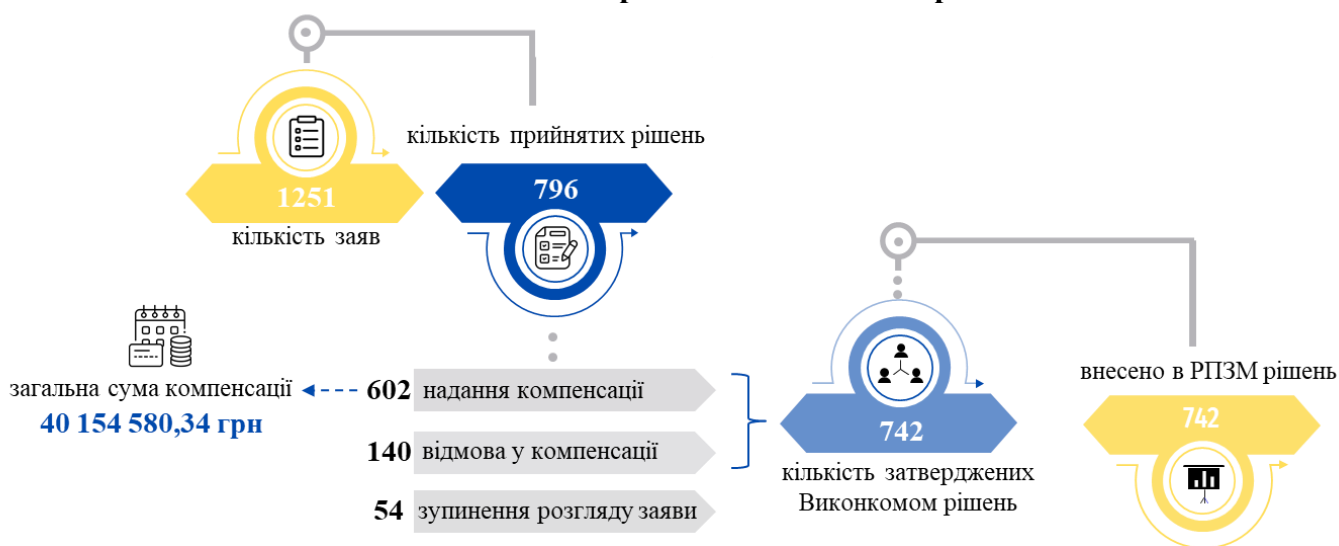 кількість прийнятих рішень
1251
796
кількість заяв
загальна сума компенсації
40 154 580,34 грн
602 надання компенсації
140 відмова у компенсації
54 зупинення розгляду заяви
742
кількість затверджених
Виконкомом рішень
внесено в РПЗМ рішень
742